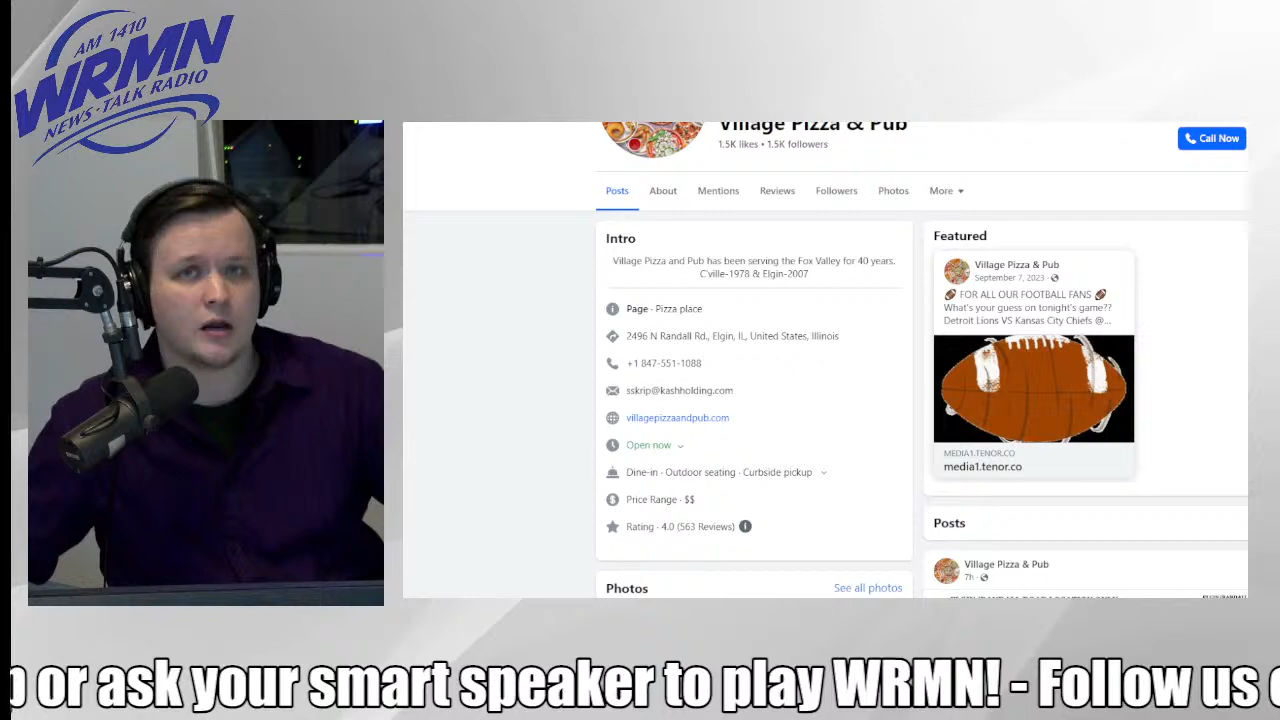 AM 1410
WRMN
NEWS·TALK RADIO
Village Pizza & Pub
1.5K likes • 1.5K followers
Call Now
Posts About Mentions Reviews Followers Photos More
Intro
Village Pizza and Pub has been serving the Fox Valley for 40 years.
C'ville-1978 & Elgin-2007
Page · Pizza place
2496 N Randall Rd., Elgin, IL, United States, Illinois
+1 847-551-1088
sskrip@kashholding.com
villagepizzaandpub.com
Open now
Dine-in · Outdoor seating · Curbside pickup
Price Range · $$
Rating · 4.0 (563 Reviews)
Photos
See all photos
Featured
Village Pizza & Pub
September 7, 2023 ·
🏈 FOR ALL OUR FOOTBALL FANS 🏈
What's your guess on tonight's game??
Detroit Lions VS Kansas City Chiefs @...
MEDIA1.TENOR.CO
media1.tenor.co
Posts
Village Pizza & Pub
7h ·
or ask your smart speaker to play WRMN! - Follow us